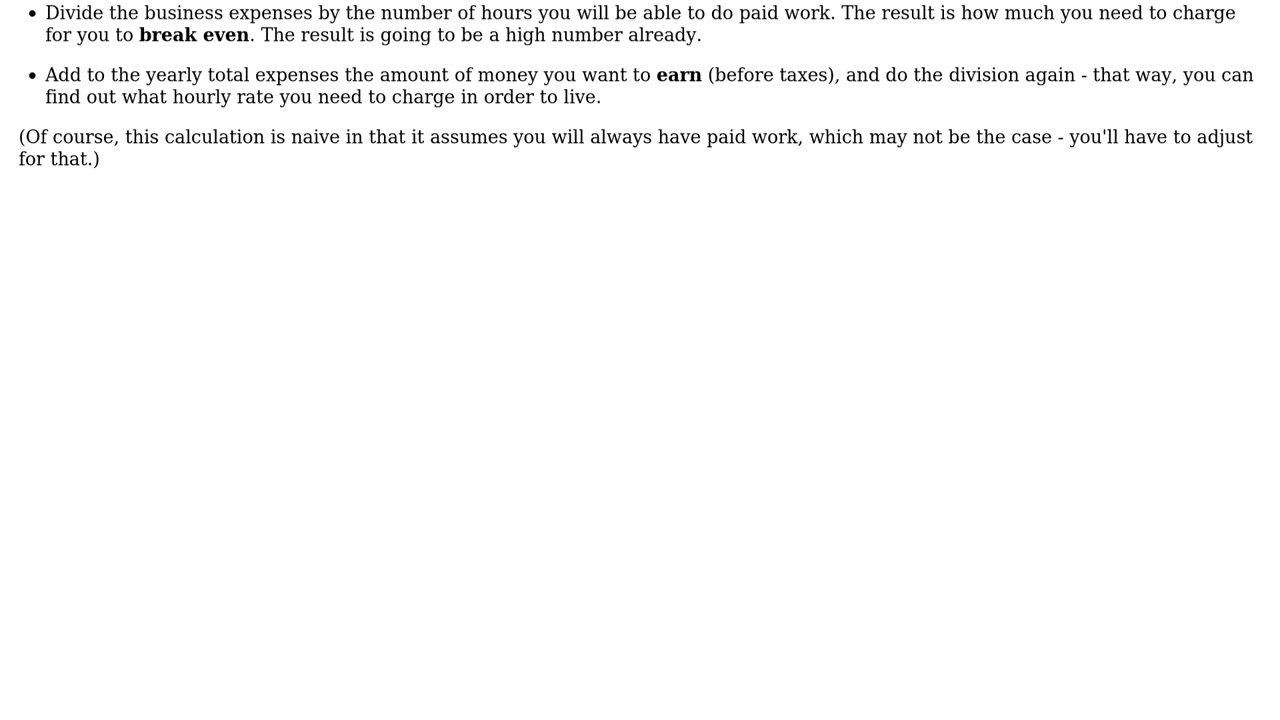 • Divide the business expenses by the number of hours you will be able to do paid work. The result is how much you need to charge
for you to break even. The result is going to be a high number already.
• Add to the yearly total expenses the amount of money you want to earn (before taxes), and do the division again - that way, you can
find out what hourly rate you need to charge in order to live.
(Of course, this calculation is naive in that it assumes you will always have paid work, which may not be the case - you'll have to adjust
for that.)